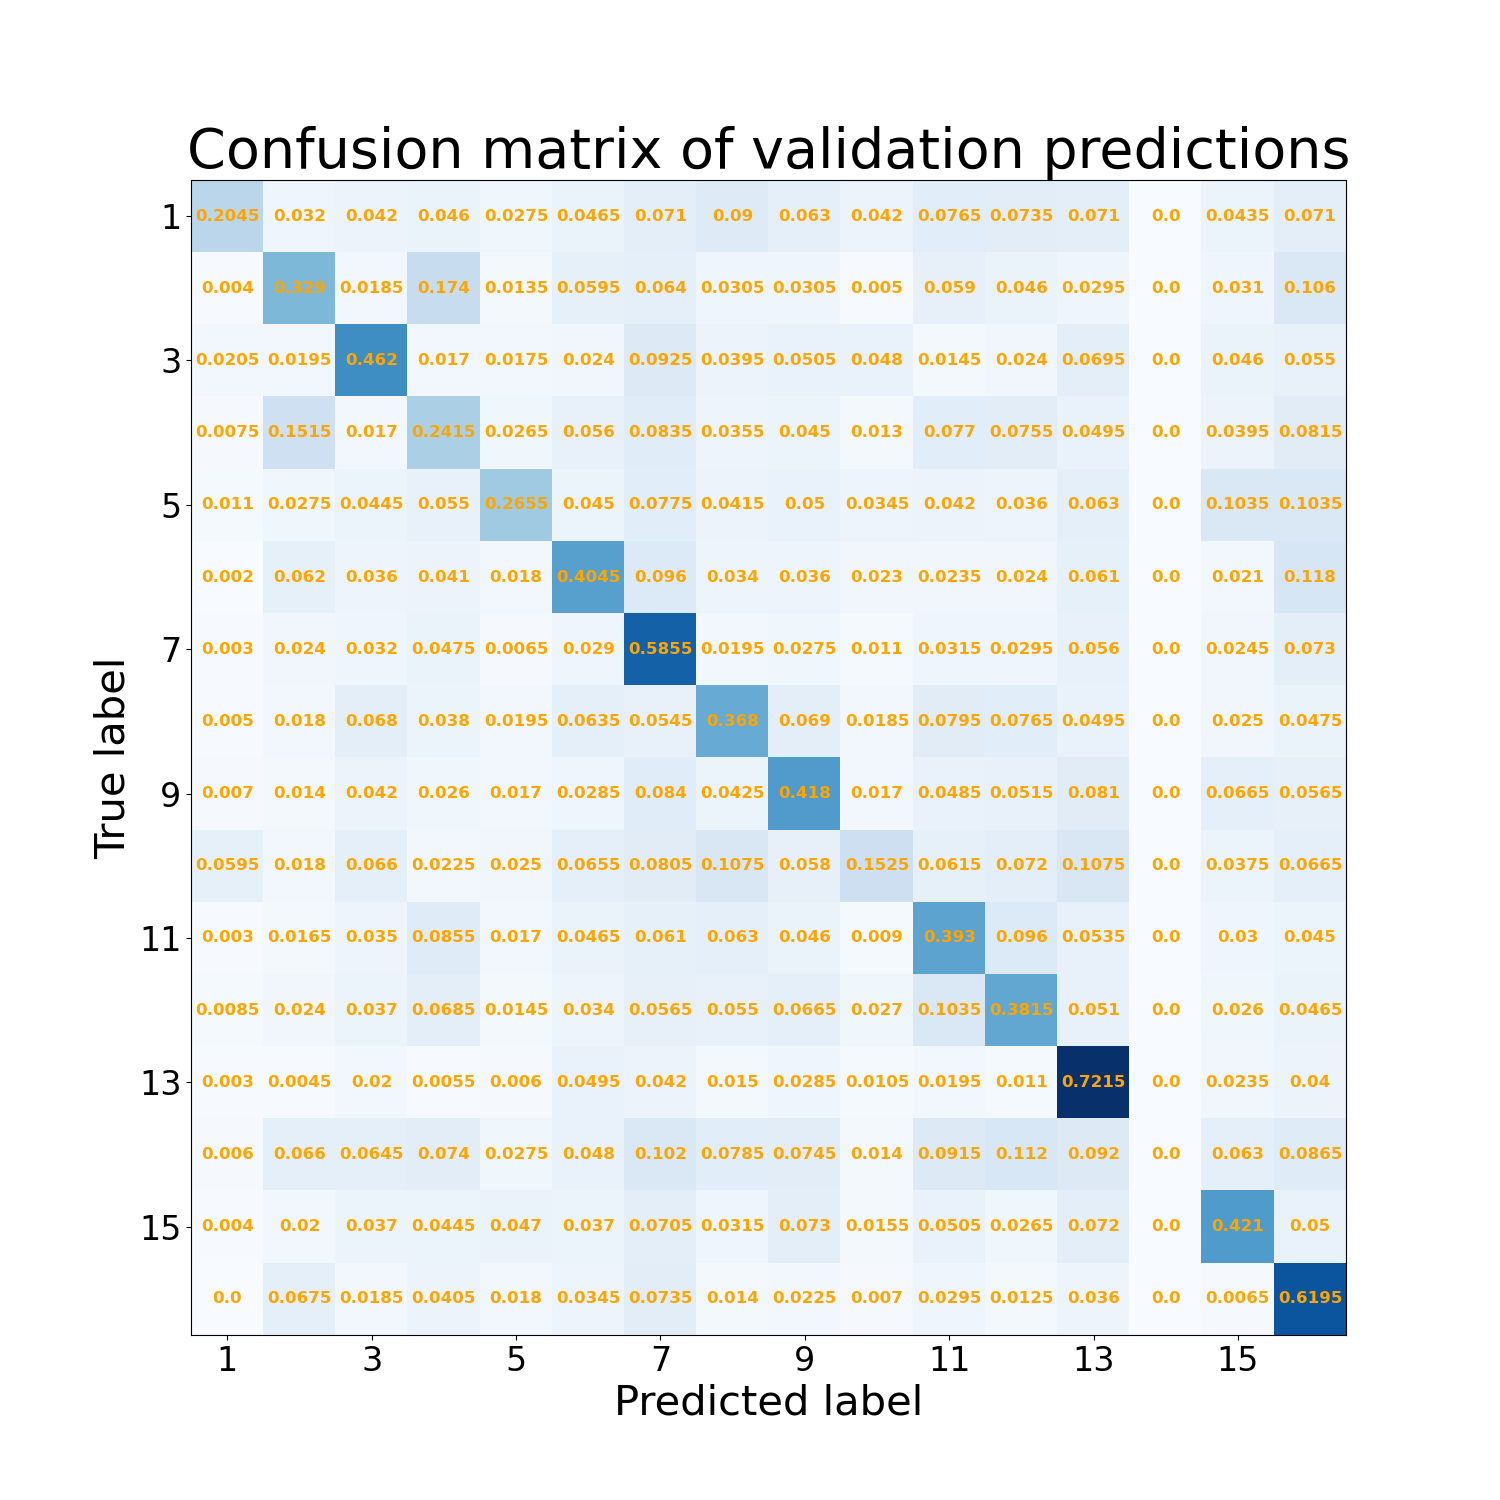 Confusion matrix of validation predictions
1 0.2045 0.032 0.042 0.046 0.0275 0.0465 0.071 0.09 0.063 0.042 0.0765 0.0735 0.071 0.0 0.0435 0.071
0.004 0.329 0.0185 0.174 0.0135 0.0595 0.064 0.0305 0.0305 0.005 0.059 0.046 0.0295 0.0 0.031 0.106
3 0.0205 0.0195 0.462 0.017 0.0175 0.024 0.0925 0.0395 0.0505 0.048 0.0145 0.024 0.0695 0.0 0.046 0.055
0.0075 0.1515 0.017 0.2415 0.0265 0.056 0.0835 0.0355 0.045 0.013 0.077 0.0755 0.0495 0.0 0.0395 0.0815
5 0.011 0.0275 0.0445 0.055 0.2655 0.045 0.0775 0.0415 0.05 0.0345 0.042 0.036 0.063 0.0 0.1035 0.1035
0.002 0.062 0.036 0.041 0.018 0.4045 0.096 0.034 0.036 0.023 0.0235 0.024 0.061 0.0 0.021 0.118
7 0.003 0.024 0.032 0.0475 0.0065 0.029 0.5855 0.0195 0.0275 0.011 0.0315 0.0295 0.056 0.0 0.0245 0.073
0.005 0.018 0.068 0.038 0.0195 0.0635 0.0545 0.368 0.069 0.0185 0.0795 0.0765 0.0495 0.0 0.025 0.0475
9 0.007 0.014 0.042 0.026 0.017 0.0285 0.084 0.0425 0.418 0.017 0.0485 0.0515 0.081 0.0 0.0665 0.0565
0.0595 0.018 0.066 0.0225 0.025 0.0655 0.0805 0.1075 0.058 0.1525 0.0615 0.072 0.1075 0.0 0.0375 0.0665
11 0.003 0.0165 0.035 0.0855 0.017 0.0465 0.061 0.063 0.046 0.009 0.393 0.096 0.0535 0.0 0.03 0.045
0.0085 0.024 0.037 0.0685 0.0145 0.034 0.0565 0.055 0.0665 0.027 0.1035 0.3815 0.051 0.0 0.026 0.0465
13 0.003 0.0045 0.02 0.0055 0.006 0.0495 0.042 0.015 0.0285 0.0105 0.0195 0.011 0.7215 0.0 0.0235 0.04
0.006 0.066 0.0645 0.074 0.0275 0.048 0.102 0.0785 0.0745 0.014 0.0915 0.112 0.092 0.0 0.063 0.0865
15 0.004 0.02 0.037 0.0445 0.047 0.037 0.0705 0.0315 0.073 0.0155 0.0505 0.0265 0.072 0.0 0.421 0.05
0.0 0.0675 0.0185 0.0405 0.018 0.0345 0.0735 0.014 0.0225 0.007 0.0295 0.0125 0.036 0.0 0.0065 0.6195
1 3 5 7 9 11 13 15
Predicted label
True label